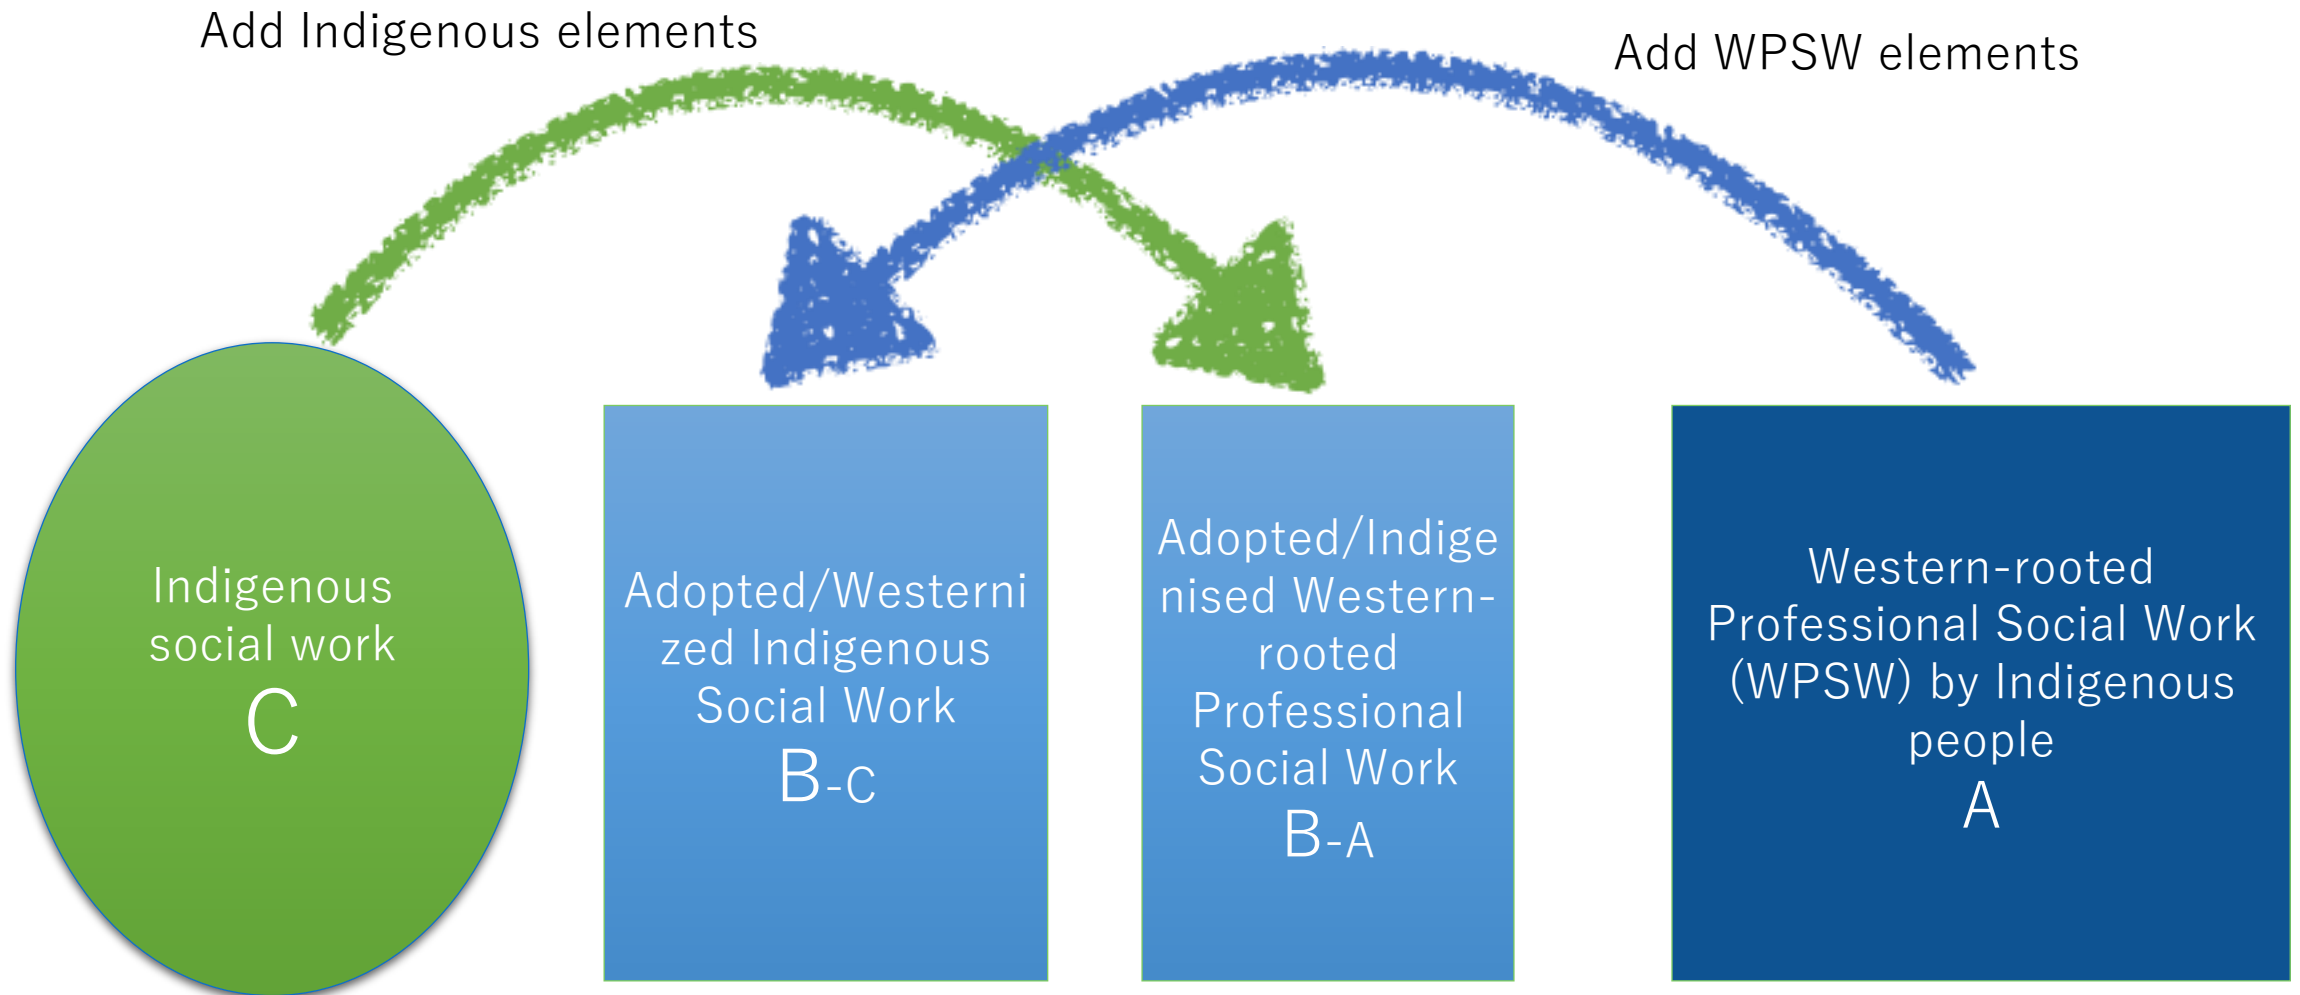 Add Indigenous elements
Add WPSW elements
Indigenous
social work
C
Adopted/Westerni
zed Indigenous
Social Work
B-C
Adopted/Indige
nised Western-
rooted
Professional
Social Work
B-A
Western-rooted
Professional Social Work
(WPSW) by Indigenous
people
A